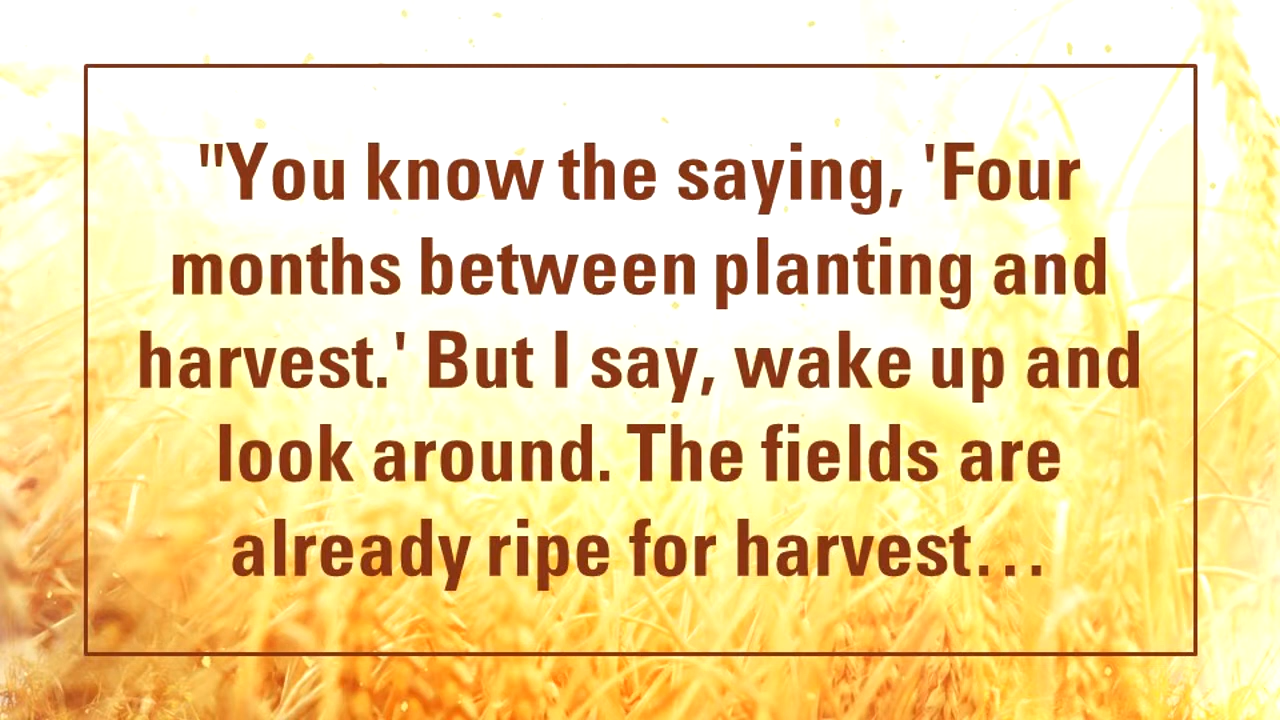 "You know the saying, 'Four
months between planting and
harvest.' But I say, wake up and
look around. The fields are
already ripe for harvest…